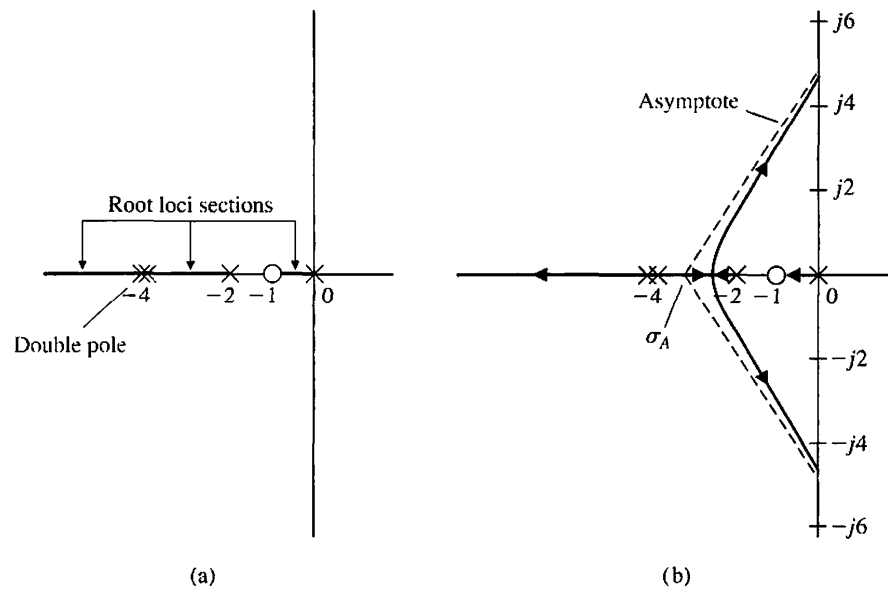 Root loci sections
−4
−2
−1
0
Double pole
(a)
j6
Asymptote
j4
j2
−4
−2
−1
0
σA
−j2
−j4
−j6
(b)